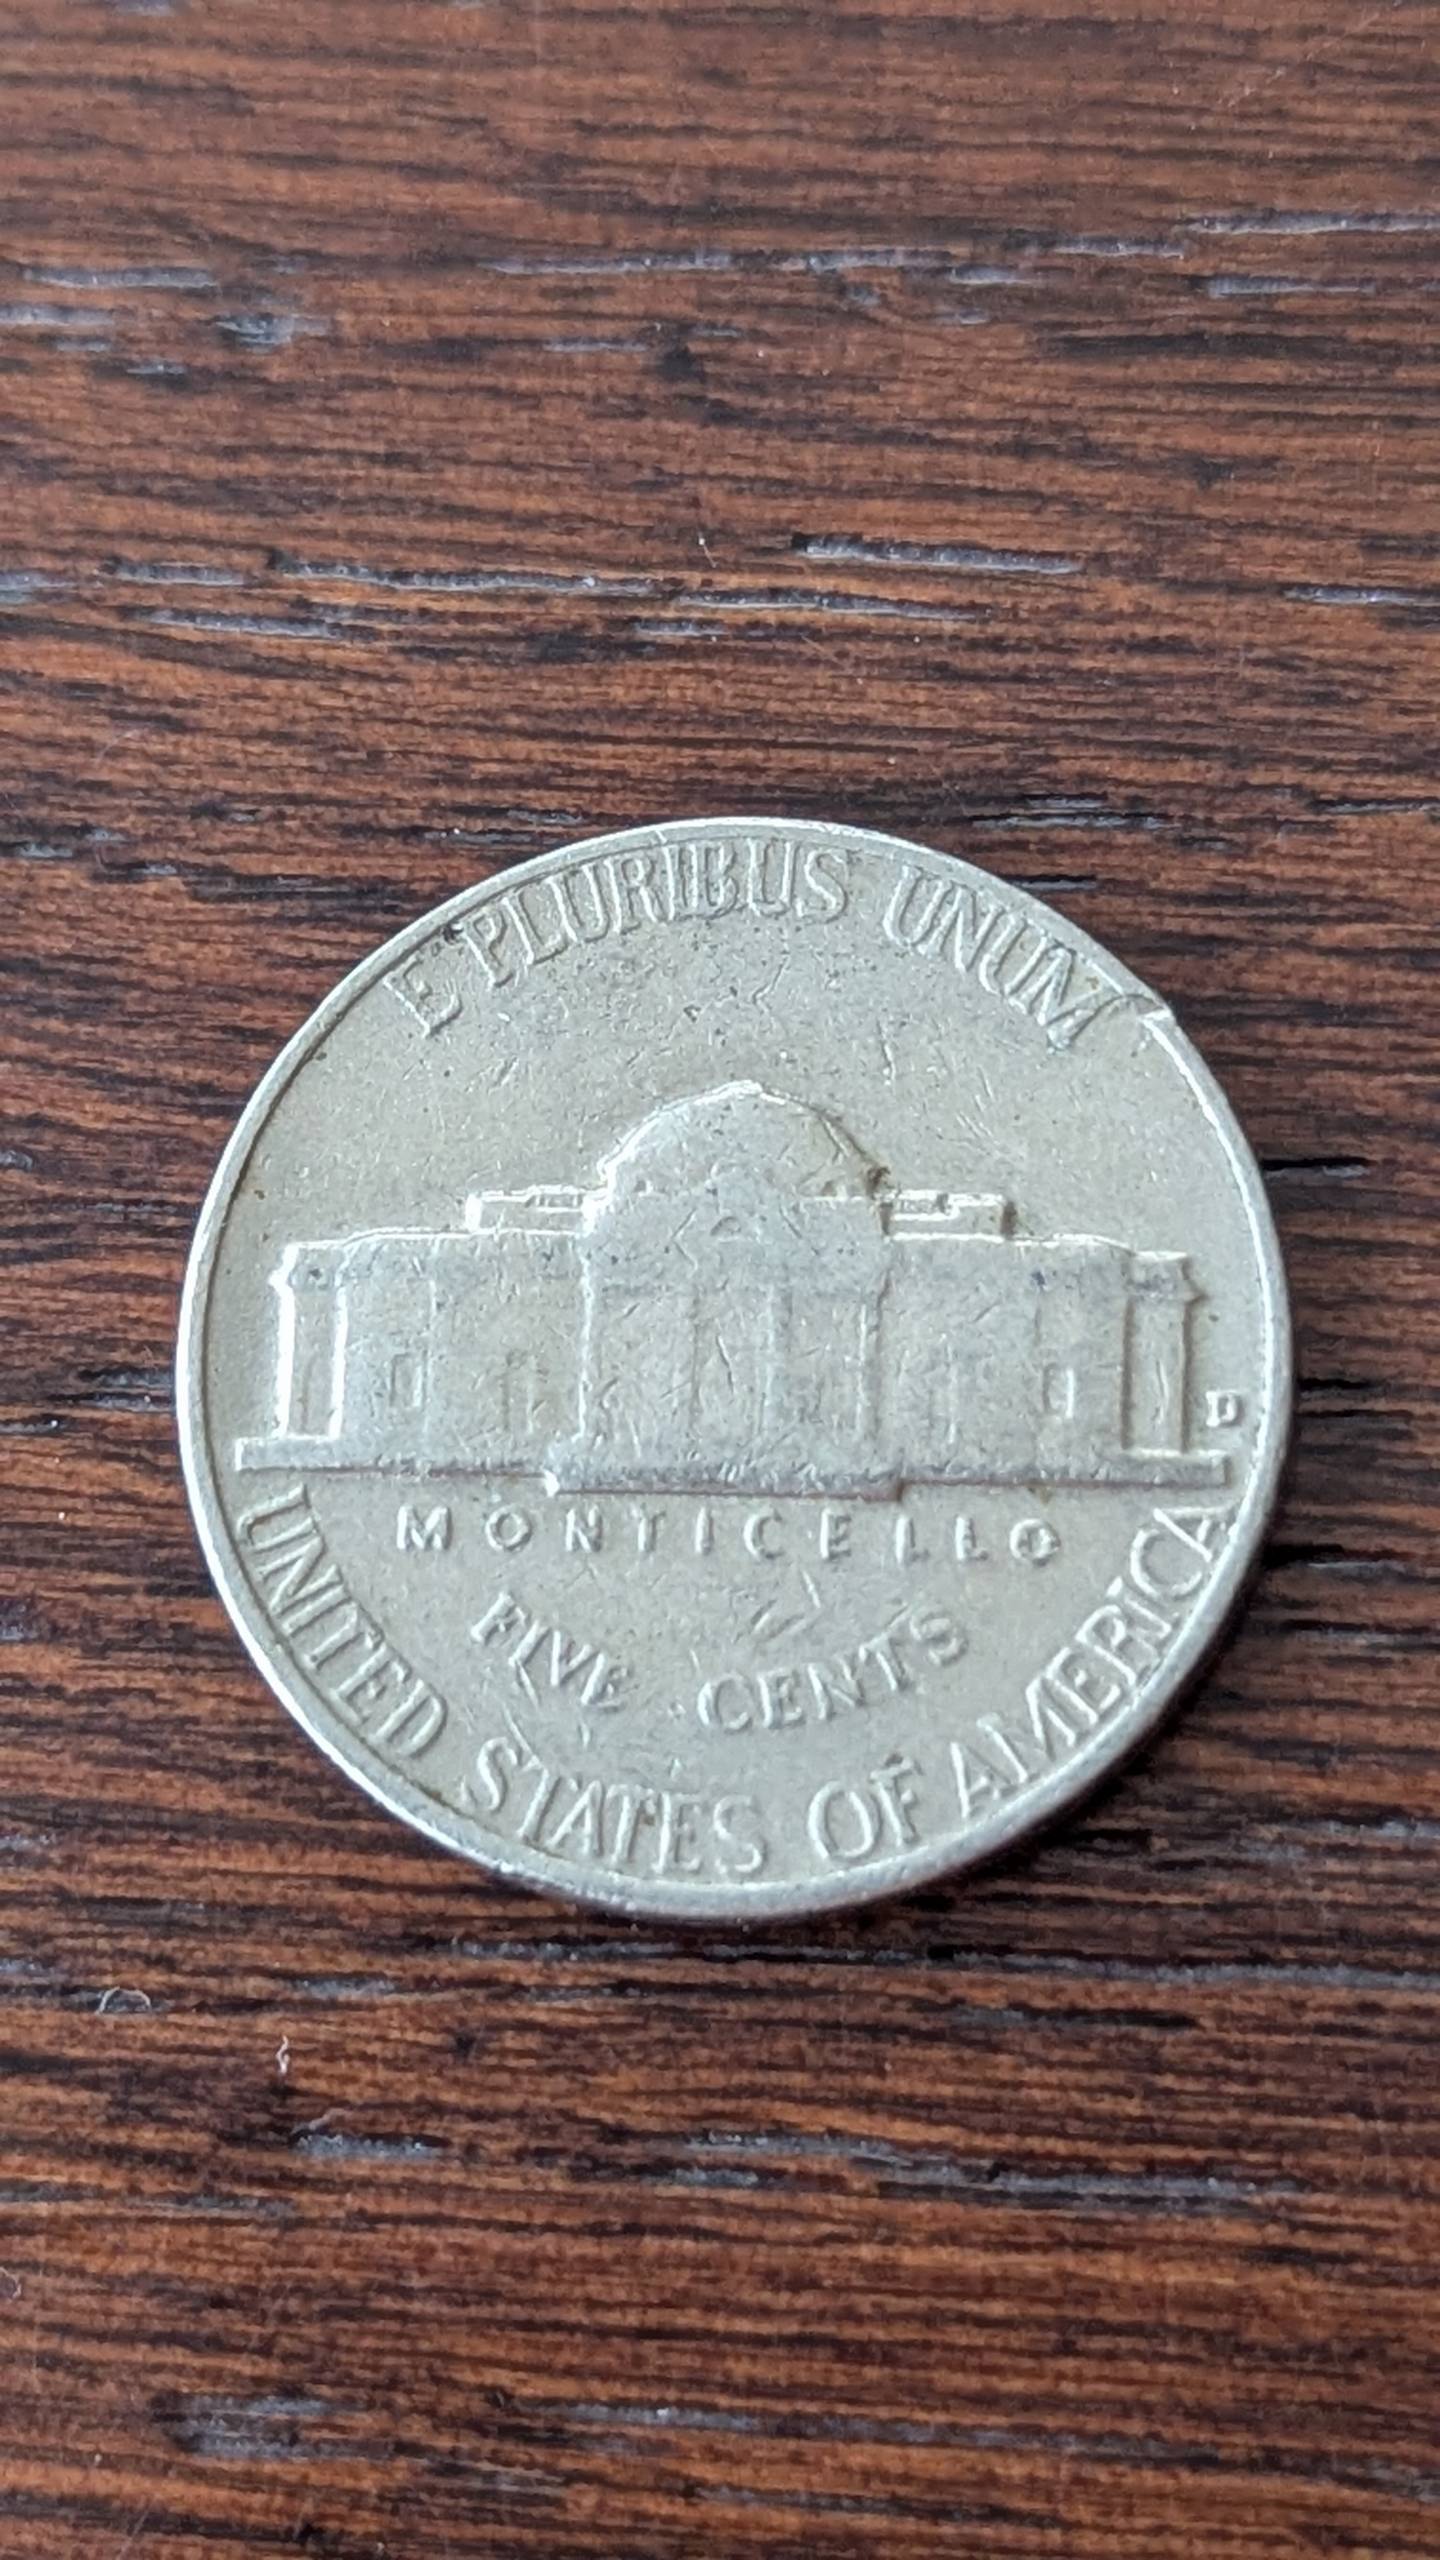 E PLURIBUS UNUM
D
MONTICELLO
FIVE CENTS
UNITED STATES OF AMERICA